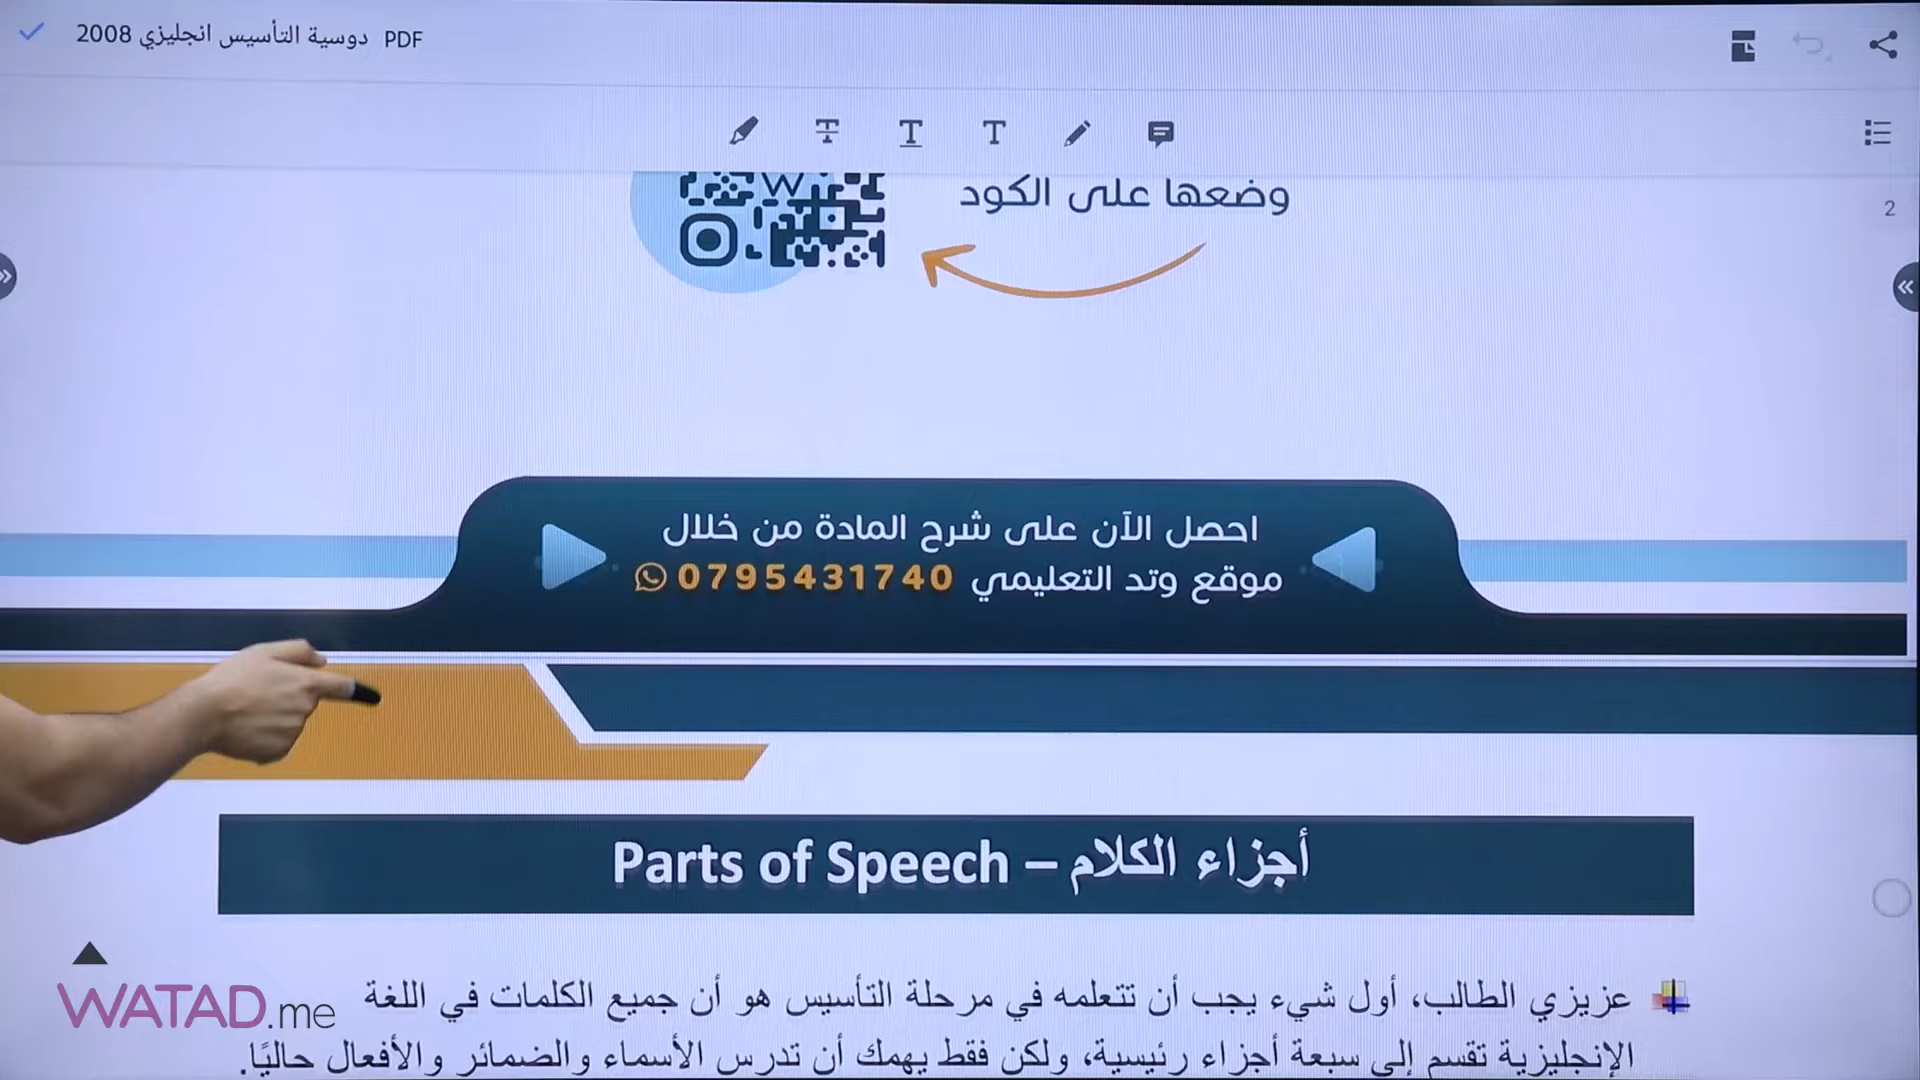 دوسية التأسيس انجليزي 2008 PDF
وضعها على الكود
2
احصل الآن على شرح المادة من خلال
موقع وتد التعليمي 0795431740
أجزاء الكلام – Parts of Speech
عزيزي الطالب، أول شيء يجب أن تتعلمه في مرحلة التأسيس هو أن جميع الكلمات في اللغة
الإنجليزية تقسم إلى سبعة أجزاء رئيسية، ولكن فقط يهمك أن تدرس الأسماء والضمائر والأفعال حاليًا.
WATAD.me